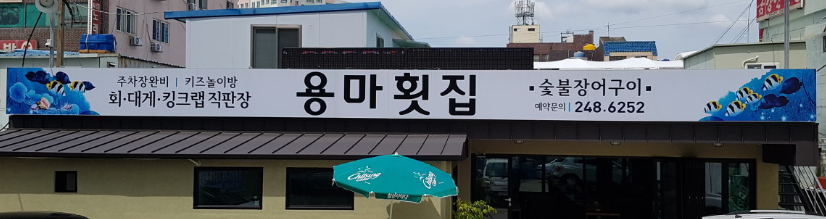 주차장완비 | 키즈놀이방
회·대게·킹크랩 직판장
용마횟집
·숯불장어구이·
예약문의 | 248.6252